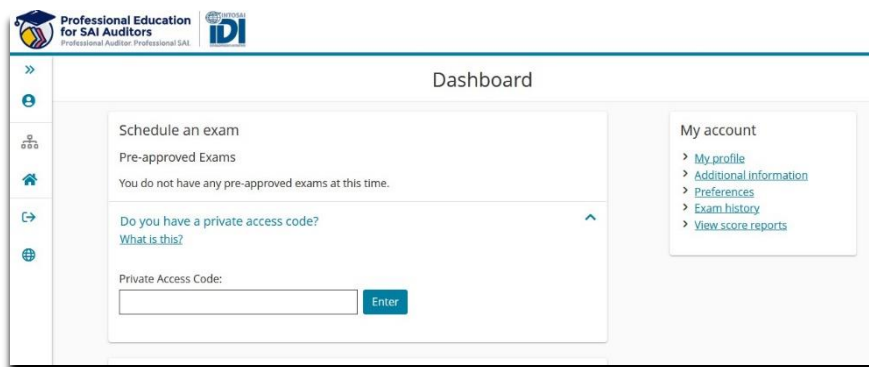 Professional Education
for SAI Auditors
Professional Auditor. Professional SAI.
INTOSAI
IDI
Dashboard
Schedule an exam
Pre-approved Exams
You do not have any pre-approved exams at this time.
Do you have a private access code?
What is this?
Private Access Code:
Enter
My account
My profile
Additional information
Preferences
Exam history
View score reports